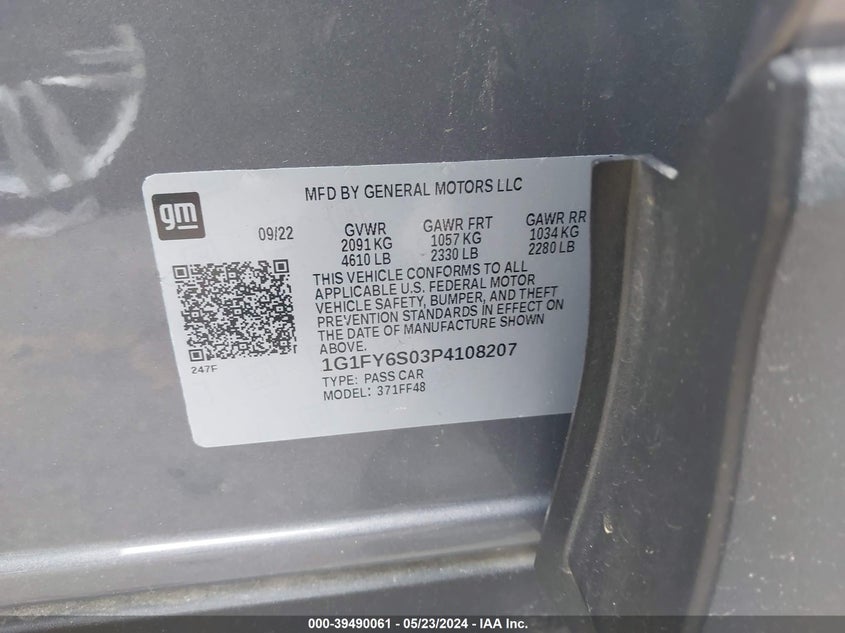 MFD BY GENERAL MOTORS LLC
gm
09/22
GVWR GAWR FRT GAWR RR
2091 KG 1057 KG 1034 KG
4610 LB 2330 LB 2280 LB
THIS VEHICLE CONFORMS TO ALL
APPLICABLE U.S. FEDERAL MOTOR
VEHICLE SAFETY, BUMPER, AND THEFT
PREVENTION STANDARDS IN EFFECT ON
THE DATE OF MANUFACTURE SHOWN
ABOVE.
1G1FY6S03P4108207
247F
TYPE: PASS CAR
MODEL: 371FF48
000-39490061 - 05/23/2024 - IAA Inc.